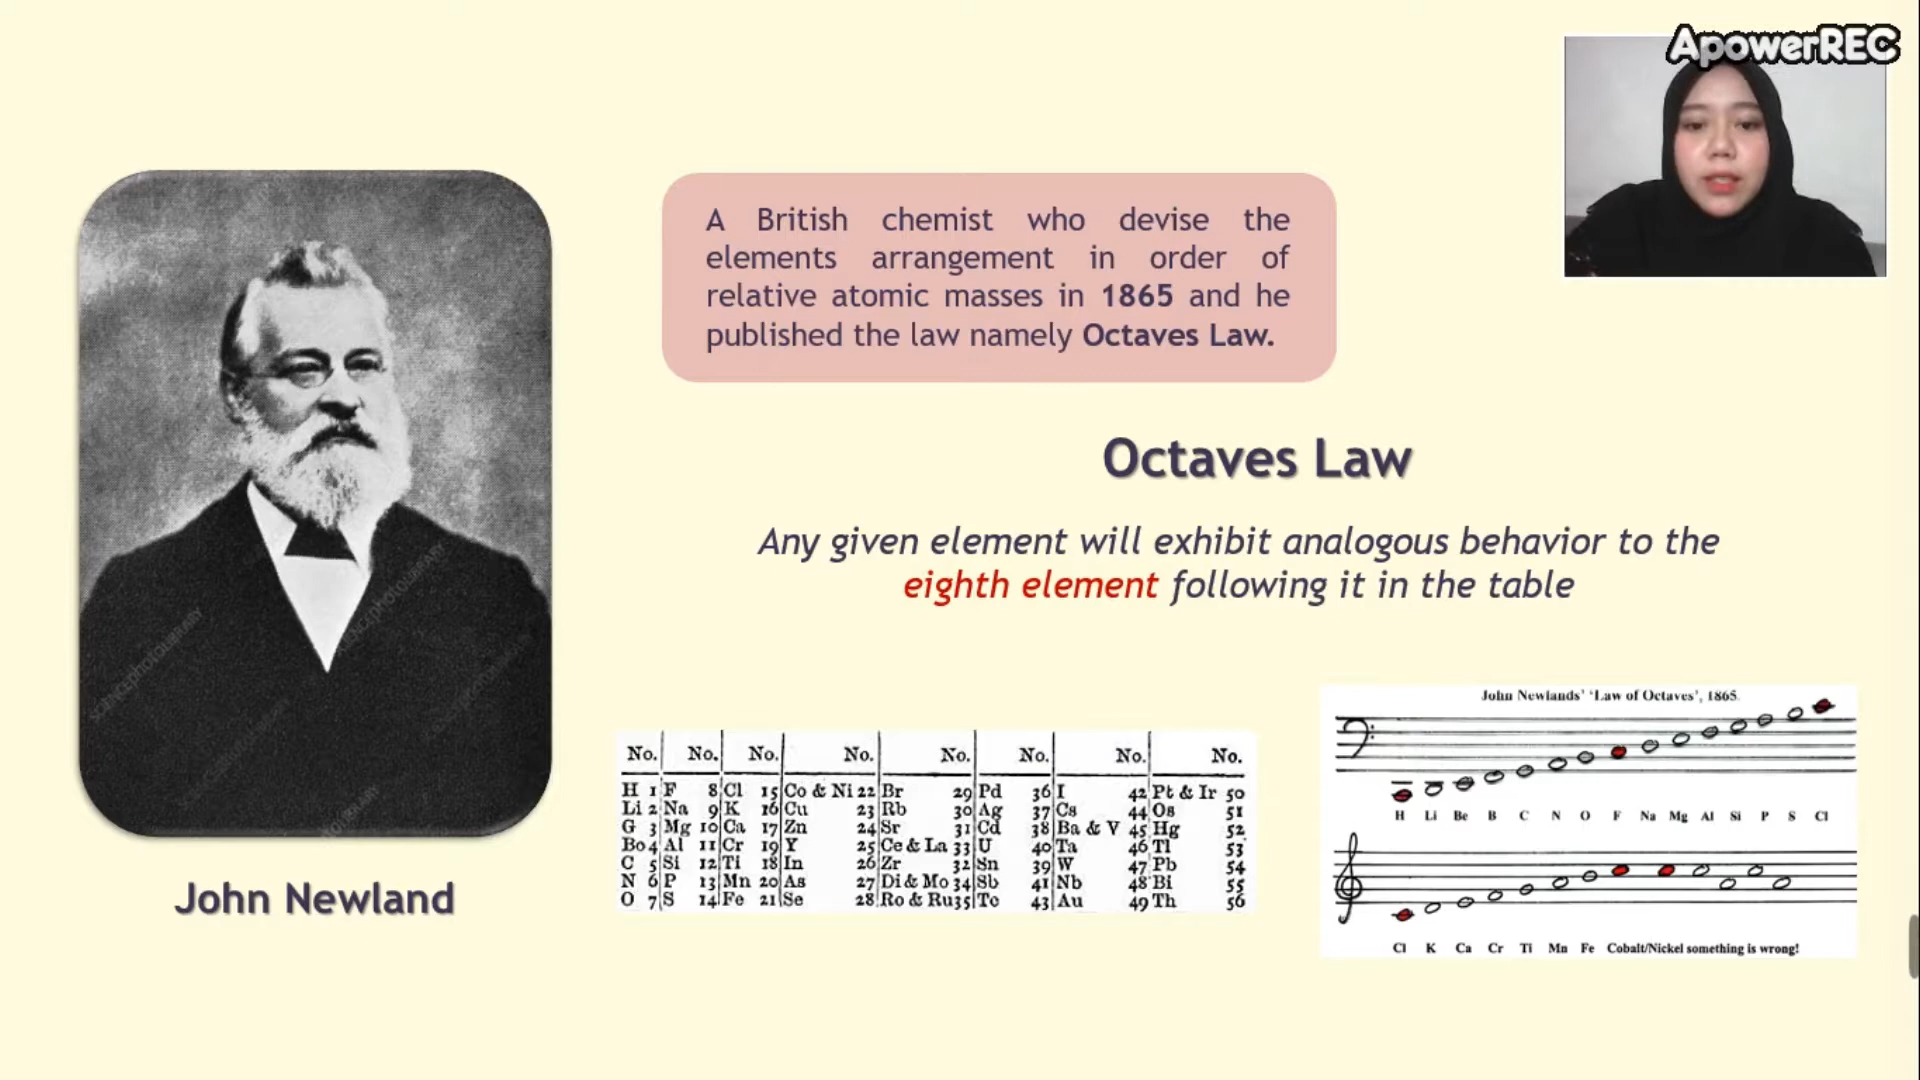 ApowerREC
A British chemist who devise the
elements arrangement in order of
relative atomic masses in 1865 and he
published the law namely Octaves Law.
Octaves Law
Any given element will exhibit analogous behavior to the
eighth element following it in the table
John Newland
No. No. No. No. No. No. No. No.
H 1 F 8 Cl 15 Co & Ni 22 Br 29 Pd 36 I 42 Pt & Ir 50
Li 2 Na 9 K 16 Cu 23 Rb 30 Ag 37 Cs 44 Os 51
G 3 Mg 10 Ca 17 Zn 24 Sr 31 Cd 38 Ba & V 45 Hg 52
Bo 4 Al 11 Cr 19 Y 25 Ce & La 33 U 40 Ta 46 Tl 53
C 5 Si 12 Ti 18 In 26 Zr 32 Sn 39 W 47 Pb 54
N 6 P 13 Mn 20 As 27 Di & Mo 34 Sb 41 Nb 48 Bi 55
O 7 S 14 Fe 21 Se 28 Ro & Ru 35 Te 43 Au 49 Th 56
John Newlands' 'Law of Octaves', 1865.
H Li Be B C N O F Na Mg Al Si P S Cl
Cl K Ca Cr Ti Mn Fe Cobalt/Nickel something is wrong!